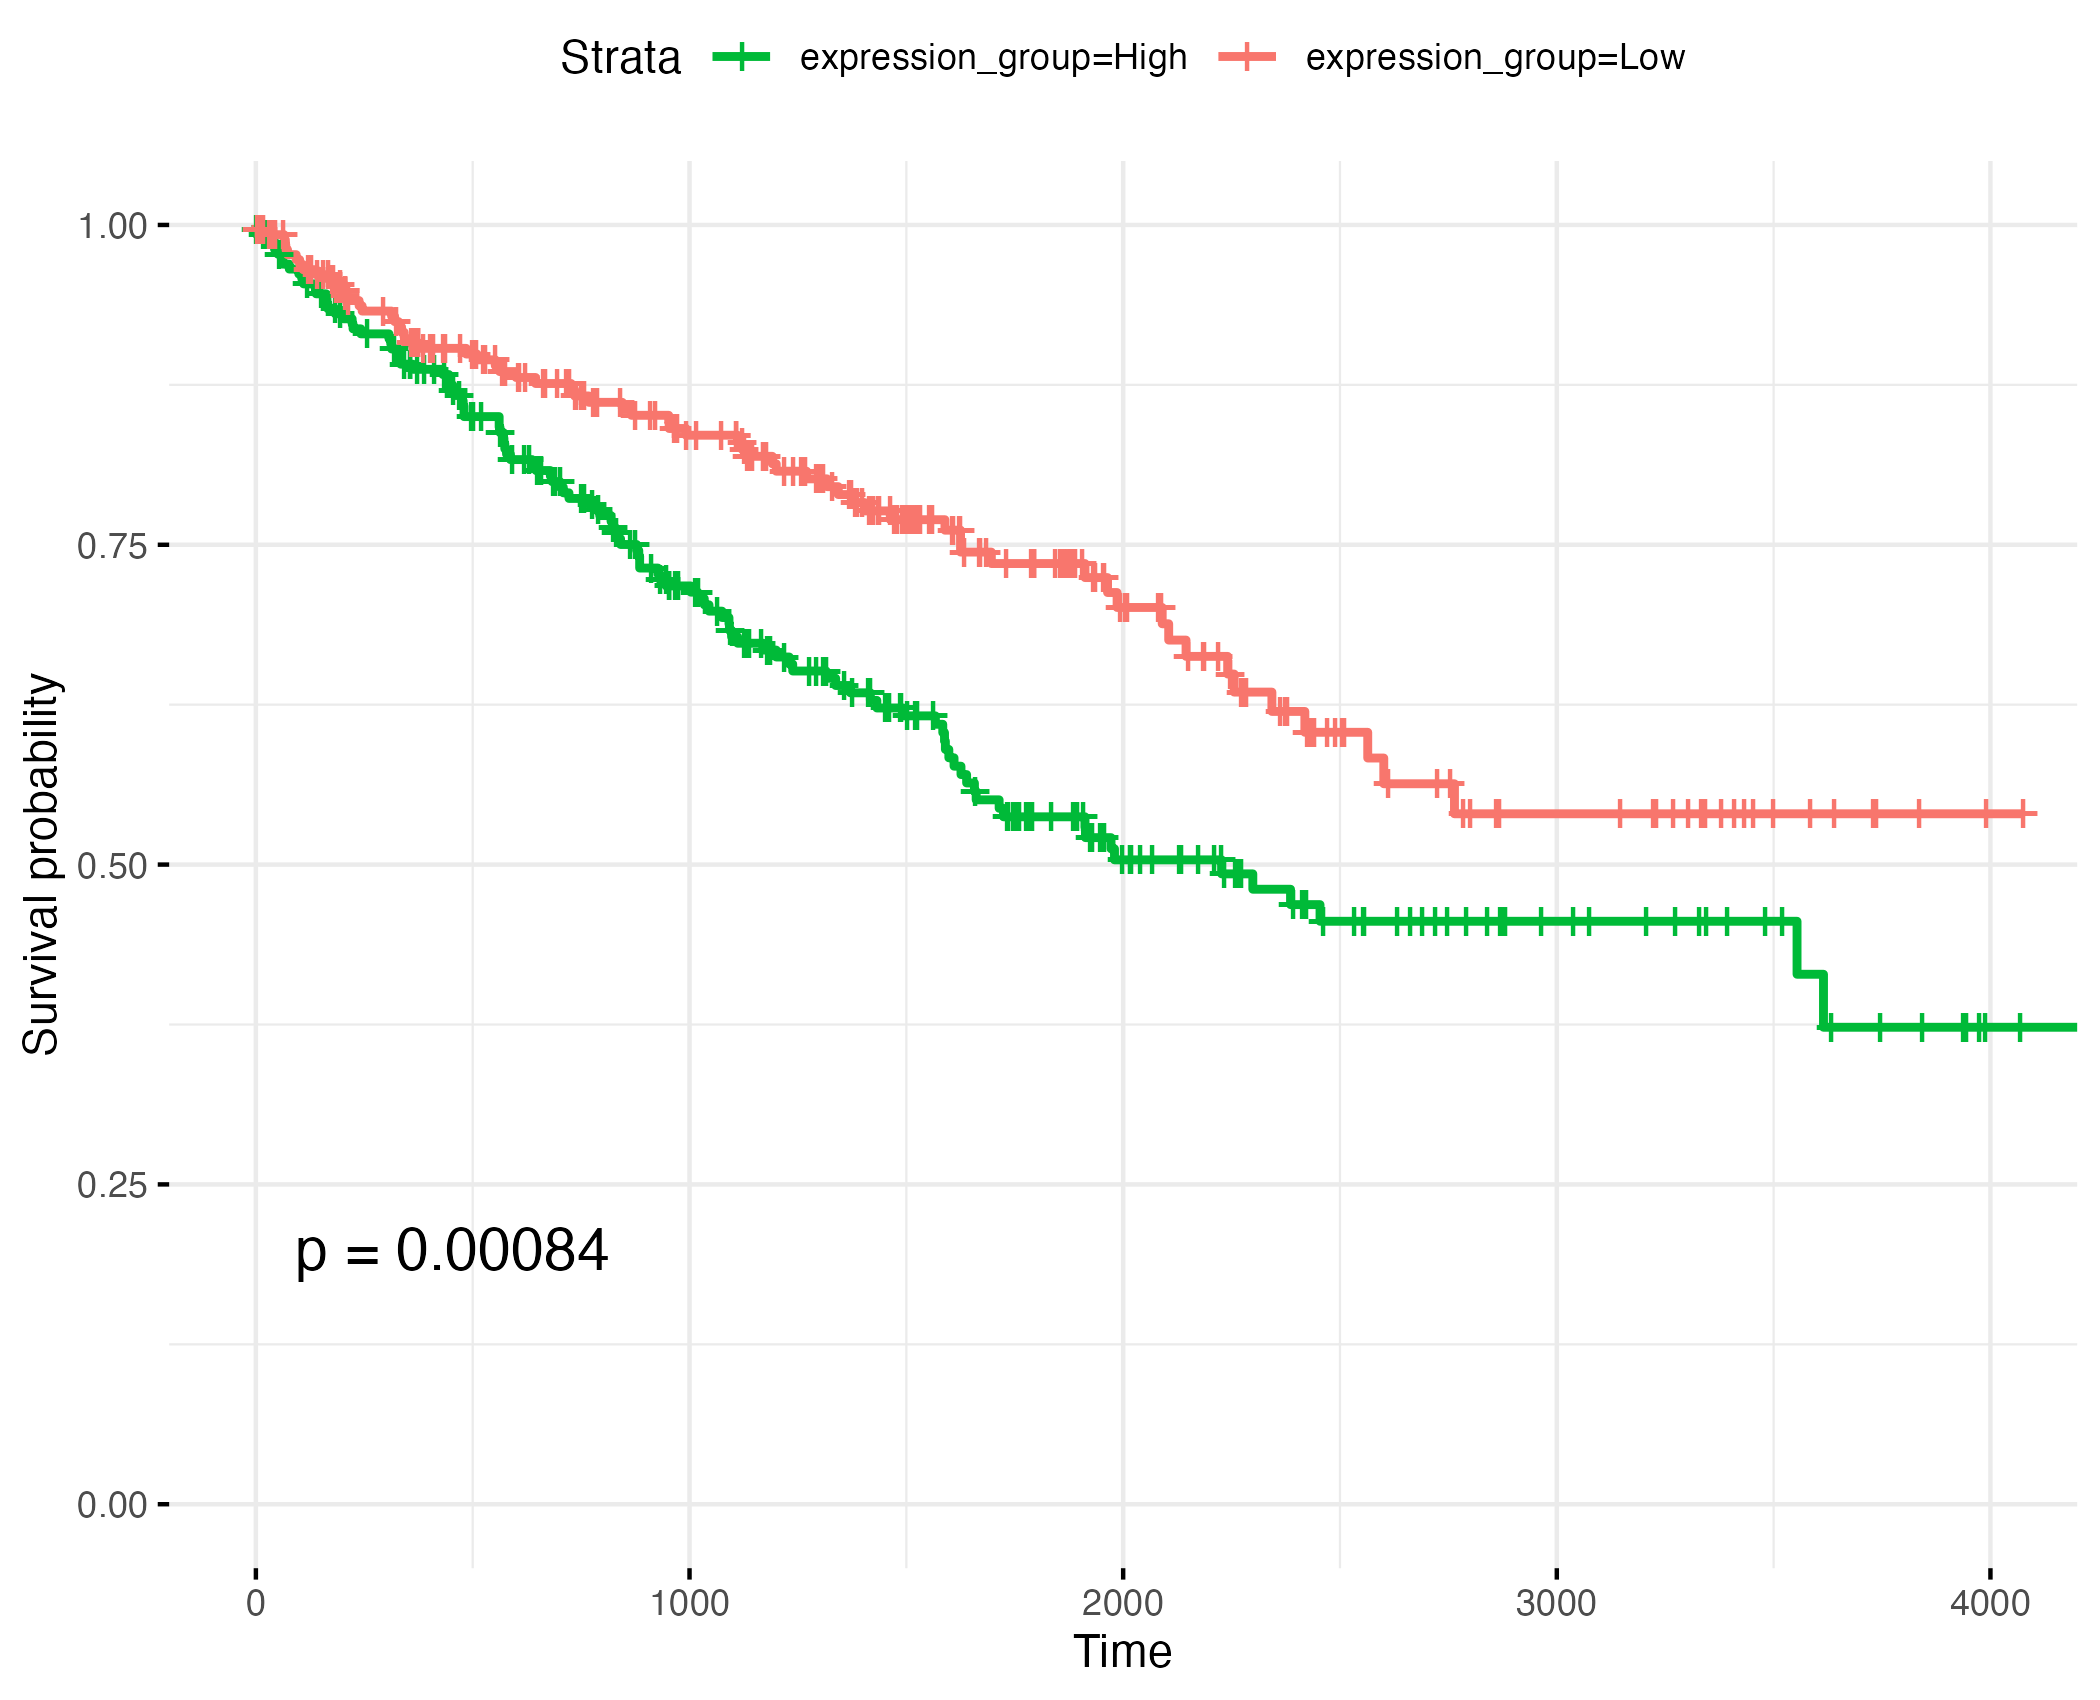 Strata expression_group=High expression_group=Low
1.00
0.75
0.50
0.25
0.00
Survival probability
p = 0.00084
0 1000 2000 3000 4000
Time